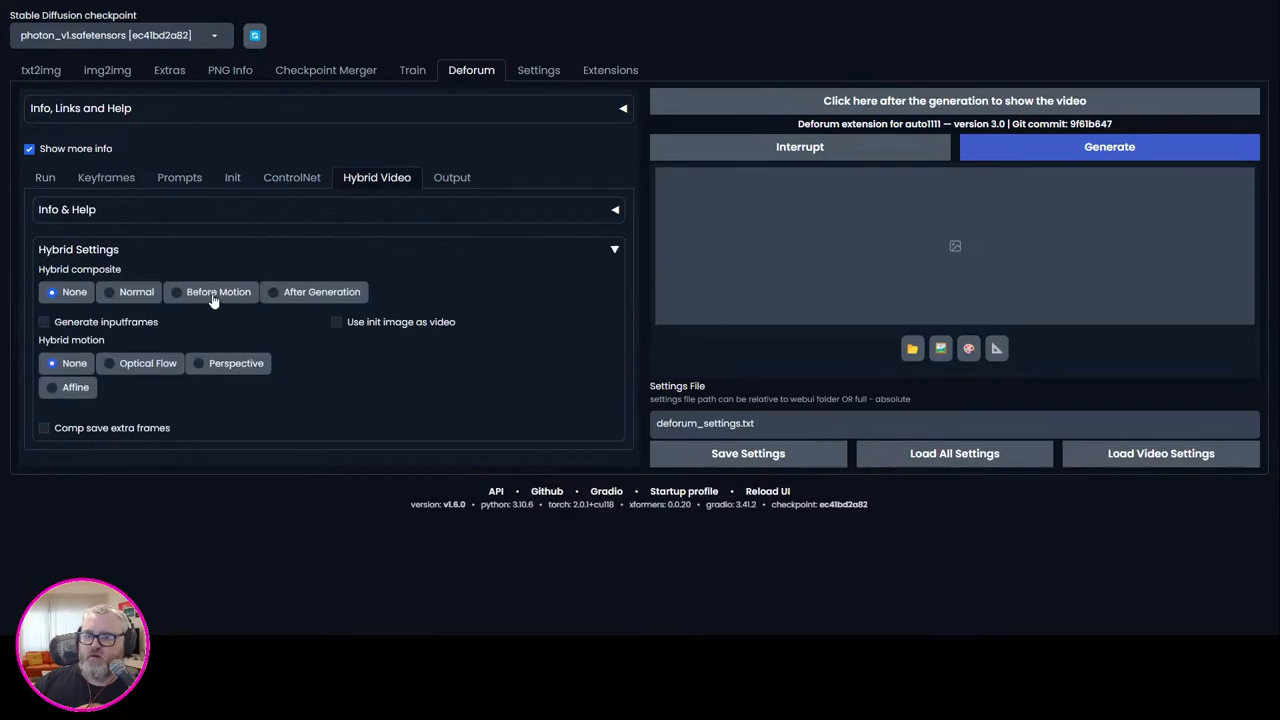 Stable Diffusion checkpoint
photon_v1.safetensors [ec41bd2a82]
txt2img img2img Extras PNG Info Checkpoint Merger Train Deforum Settings Extensions
Info, Links and Help
Show more info
Run Keyframes Prompts Init ControlNet Hybrid Video Output
Info & Help
Hybrid Settings
Hybrid composite
None Normal Before Motion After Generation
Generate inputframes Use init image as video
Hybrid motion
None Optical Flow Perspective
Affine
Comp save extra frames
Click here after the generation to show the video
Deforum extension for auto1111 — version 3.0 | Git commit: 9f61b647
Interrupt Generate
Settings File
settings file path can be relative to webui folder OR full - absolute
deforum_settings.txt
Save Settings Load All Settings Load Video Settings
API • Github • Gradio • Startup profile • Reload UI
version: v1.6.0 • python: 3.10.6 • torch: 2.0.1+cu118 • xformers: 0.0.20 • gradio: 3.41.2 • checkpoint: ec41bd2a82